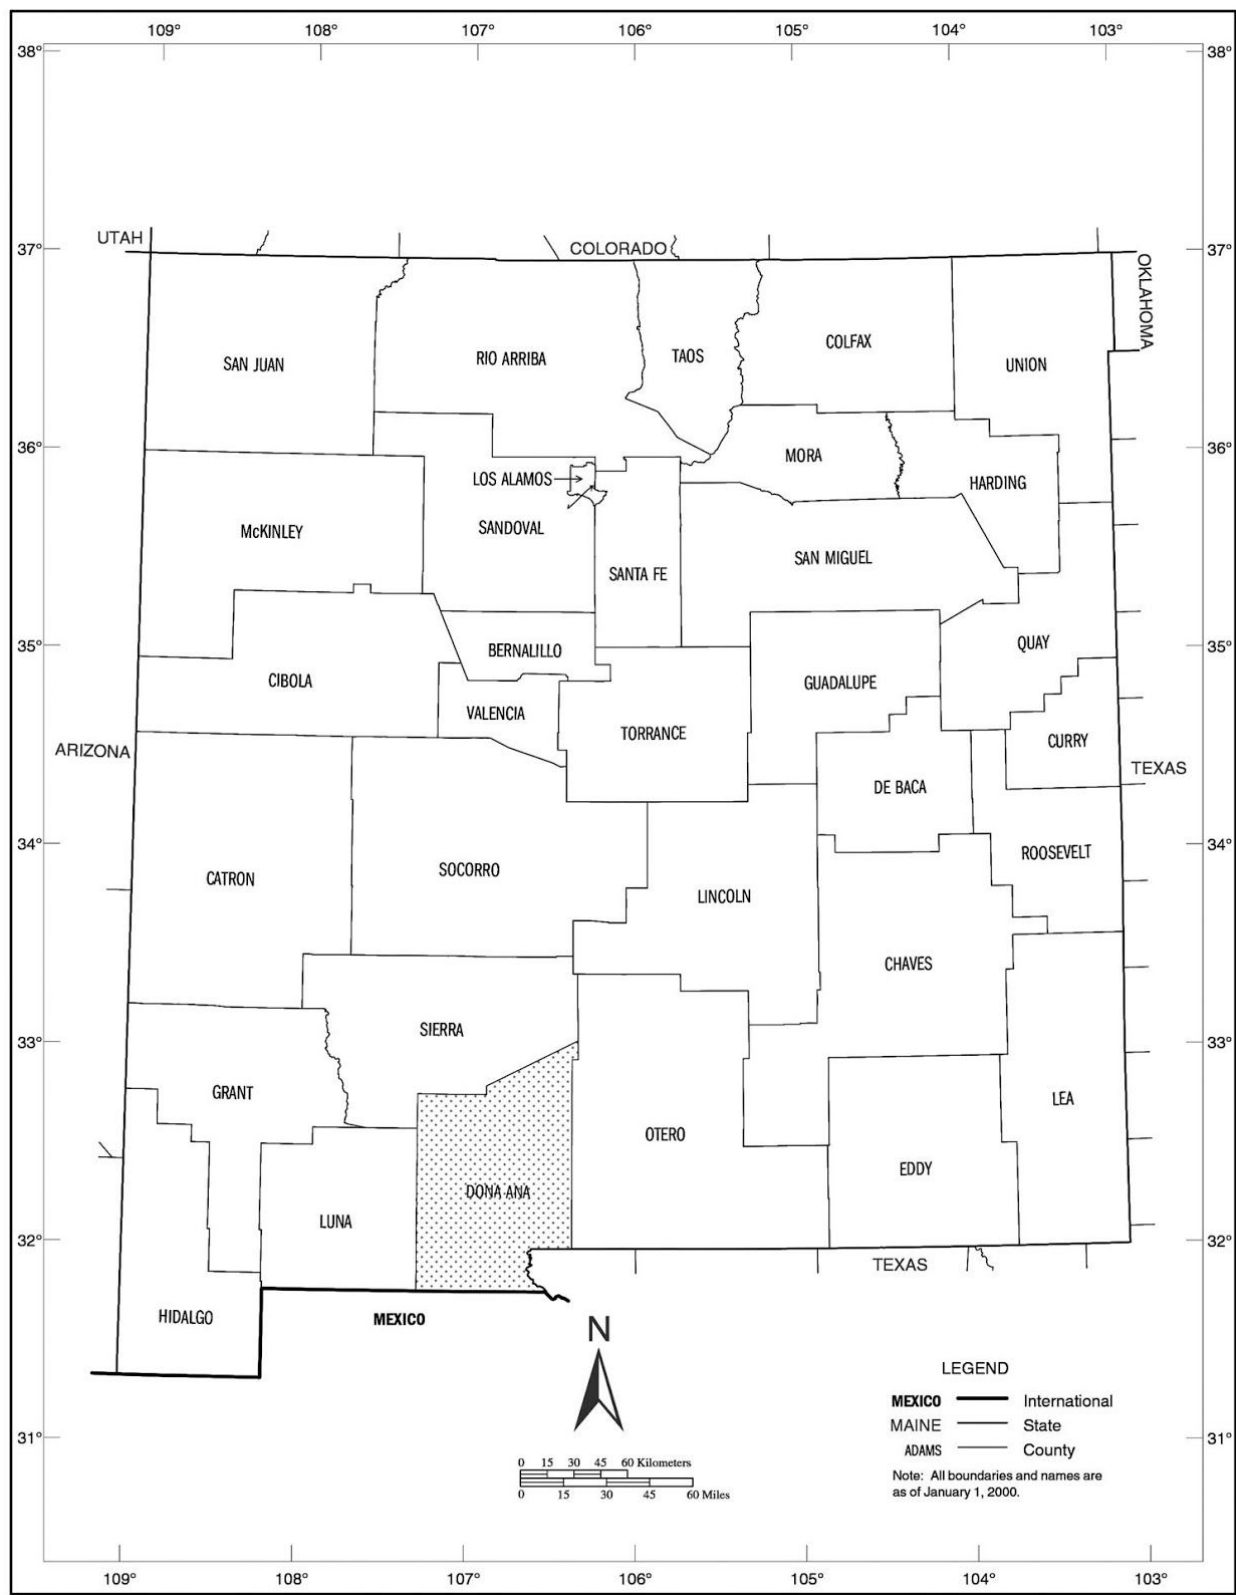 109° 108° 107° 106° 105° 104° 103°
38° 38°
UTAH
COLORADO
37° 37°
OKLAHOMA
COLFAX
TAOS
RIO ARRIBA
SAN JUAN
UNION
36° 36°
MORA
LOS ALAMOS
HARDING
SANDOVAL
McKINLEY
SAN MIGUEL
SANTA FE
35° 35°
QUAY
BERNALILLO
CIBOLA
GUADALUPE
VALENCIA
TORRANCE
CURRY
ARIZONA
TEXAS
DE BACA
34° 34°
ROOSEVELT
SOCORRO
CATRON
LINCOLN
CHAVES
SIERRA
33° 33°
GRANT
LEA
OTERO
EDDY
DONA ANA
LUNA
32° 32°
TEXAS
HIDALGO
MEXICO
N
LEGEND
MEXICO International
MAINE State
ADAMS County
Note: All boundaries and names are
as of January 1, 2000.
31° 31°
0 15 30 45 60 Kilometers
0 15 30 45 60 Miles
109° 108° 107° 106° 105° 104° 103°